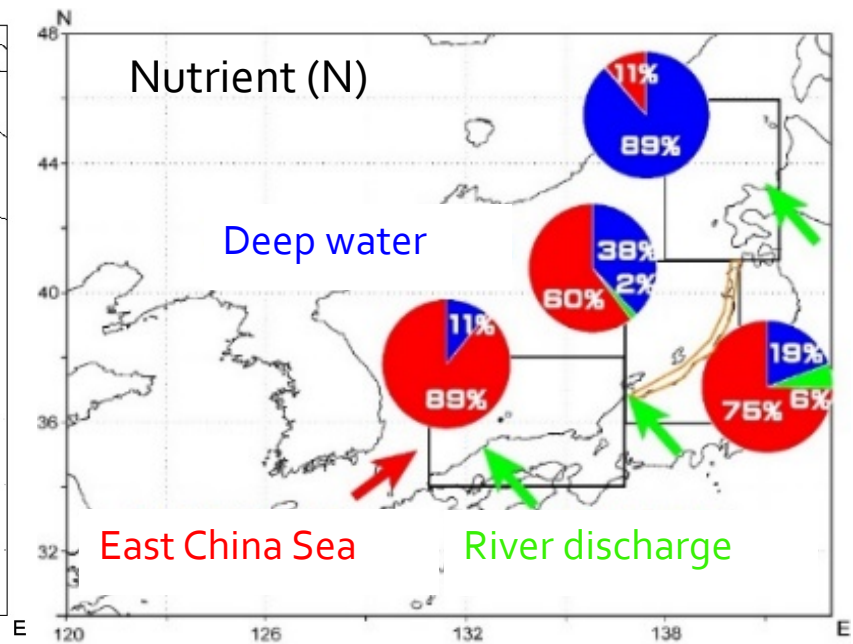 N
48
Nutrient (N)
11%
89%
44
Deep water
38%
2%
60%
40
11%
89%
19%
6%
75%
36
East China Sea
River discharge
32
E
120
126
132
138
E